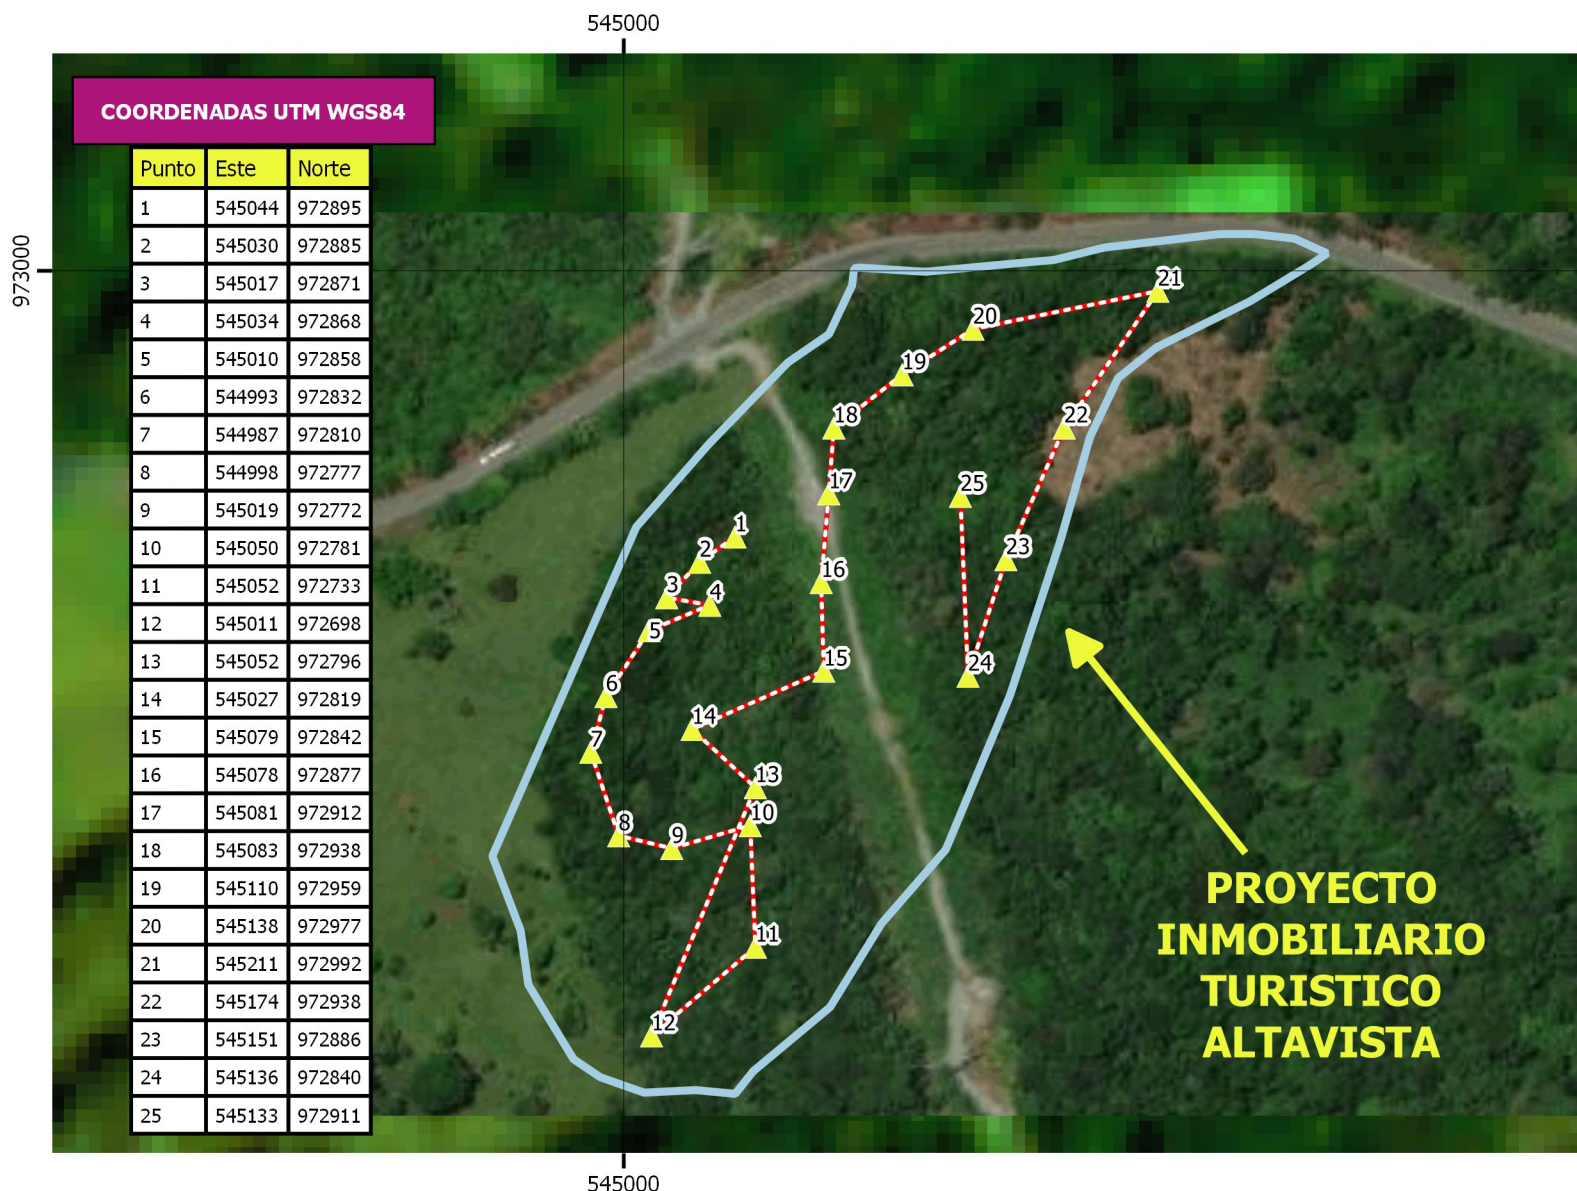 545000
COORDENADAS UTM WGS84
Punto Este Norte
1 545044 972895
2 545030 972885
3 545017 972871
4 545034 972868
5 545010 972858
6 544993 972832
7 544987 972810
8 544998 972777
9 545019 972772
10 545050 972781
11 545052 972733
12 545011 972698
13 545052 972796
14 545027 972819
15 545079 972842
16 545078 972877
17 545081 972912
18 545083 972938
19 545110 972959
20 545138 972977
21 545211 972992
22 545174 972938
23 545151 972886
24 545136 972840
25 545133 972911
973000
21
20
19
18
22
17
25
1
23
2
16
3
4
5
15
24
6
14
7
13
10
8
9
11
12
PROYECTO
INMOBILIARIO
TURISTICO
ALTAVISTA
545000